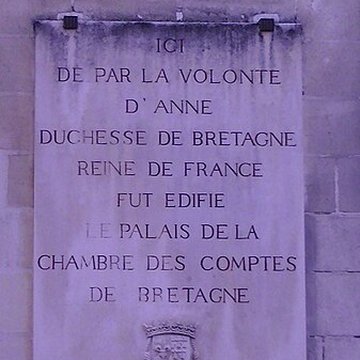 ICI
DE PAR LA VOLONTE
D'ANNE
DUCHESSE DE BRETAGNE
REINE DE FRANCE
FUT EDIFIE
LE PALAIS DE LA
CHAMBRE DES COMPTES
DE BRETAGNE